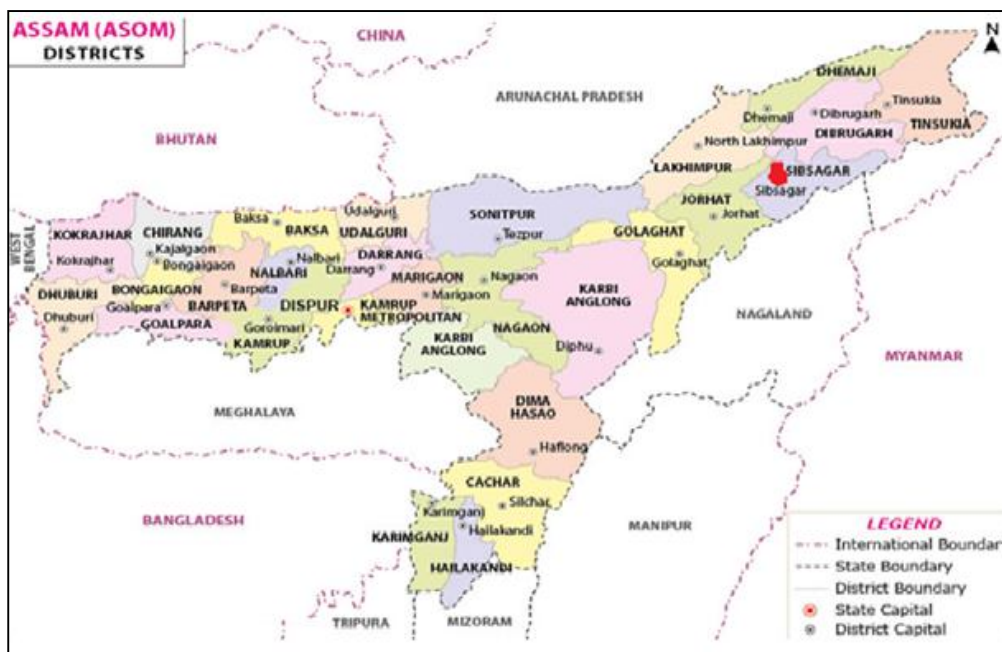 ASSAM (ASOM)
DISTRICTS
CHINA
N
ARUNACHAL PRADESH
BHUTAN
DHEMAJI
Dhemaji
Dibrugarh
Tinsukia
DIBRUGARH
TINSUKIA
North Lakhimpur
LAKHIMPUR
SIBSAGAR
Sibsagar
JORHAT
Jorhat
WEST
BENGAL
KOKRAJHAR
Kokrajhar
CHIRANG
Kajalgaon
Bongaigaon
Baksa
BAKSA
Udalguri
UDALGURI
SONITPUR
Tezpur
GOLAGHAT
Golaghat
NALBARI
Nalbari
DARRANG
Darrang
MARIGAON
Marigaon
Nagaon
KARBI
ANGLONG
DHUBURI
Dhuburi
BONGAIGAON
Goalpara
BARPETA
Barpeta
GOALPARA
DISPUR
Goroimari
KAMRUP
KAMRUP
METROPOLITAN
NAGAON
KARBI
ANGLONG
Diphu
NAGALAND
MYANMAR
MEGHALAYA
DIMA
HASAO
Haflong
CACHAR
Silchar
BANGLADESH
Karimganj
KARIMGANJ
Hailakandi
HAILAKANDI
MANIPUR
TRIPURA
MIZORAM
LEGEND
International Boundar
State Boundary
District Boundary
State Capital
District Capital